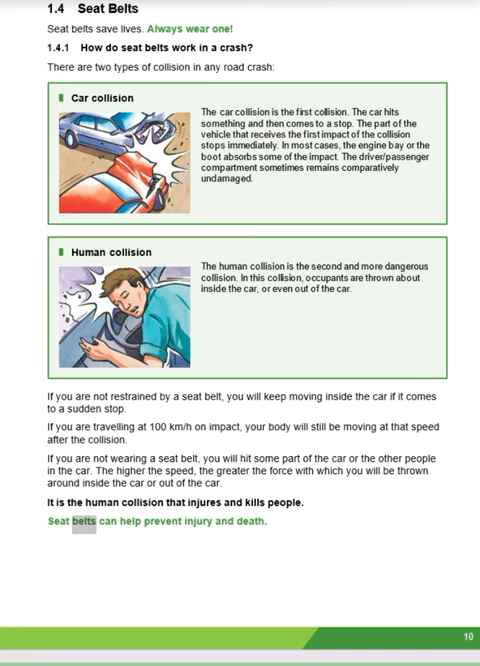 1.4 Seat Belts
Seat belts save lives. Always wear one!
1.4.1 How do seat belts work in a crash?
There are two types of collision in any road crash:
Car collision
The car collision is the first collision. The car hits
something and then comes to a stop. The part of the
vehicle that receives the first impact of the collision
stops immediately. In most cases, the engine bay or the
boot absorbs some of the impact. The driver/passenger
compartment sometimes remains comparatively
undamaged.
Human collision
The human collision is the second and more dangerous
collision. In this collision, occupants are thrown about
inside the car, or even out of the car.
If you are not restrained by a seat belt, you will keep moving inside the car if it comes
to a sudden stop.
If you are travelling at 100 km/h on impact, your body will still be moving at that speed
after the collision.
If you are not wearing a seat belt, you will hit some part of the car or the other people
in the car. The higher the speed, the greater the force with which you will be thrown
around inside the car or out of the car.
It is the human collision that injures and kills people.
Seat belts can help prevent injury and death.
10